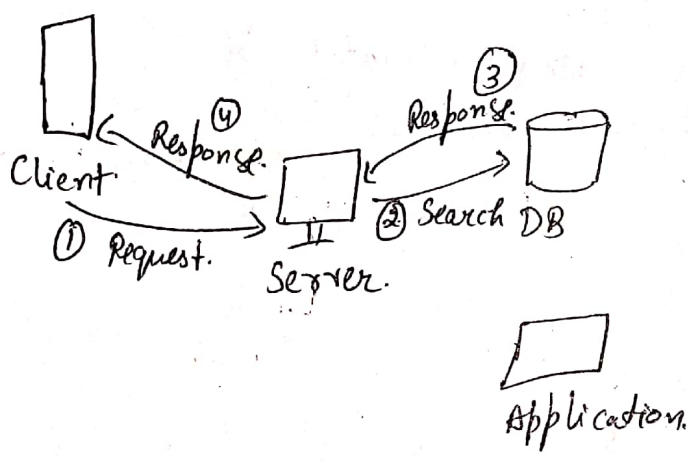 ③
Response.
④
Response.
Client.
① Request.
② Search
DB
Server.
Application.